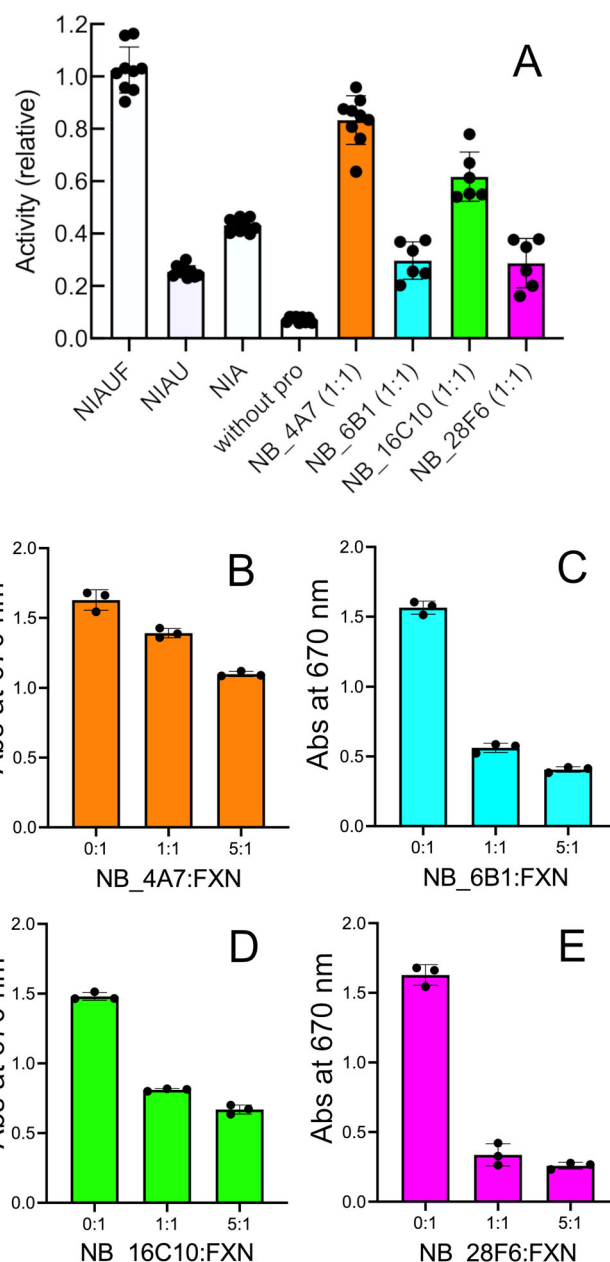 A
Activity (relative)
1.2
1.0
0.8
0.6
0.4
0.2
0.0
NIAUF
NIAU
NIA
without pro
NB_4A7 (1:1)
NB_6B1 (1:1)
NB_16C10 (1:1)
NB_28F6 (1:1)
B
2.0
1.5
1.0
0.5
0.0
0:1
1:1
5:1
NB_4A7:FXN
C
Abs at 670 nm
2.0
1.5
1.0
0.5
0.0
0:1
1:1
5:1
NB_6B1:FXN
D
2.0
1.5
1.0
0.5
0.0
0:1
1:1
5:1
NB 16C10:FXN
E
Abs at 670 nm
2.0
1.5
1.0
0.5
0.0
0:1
1:1
5:1
NB 28F6:FXN